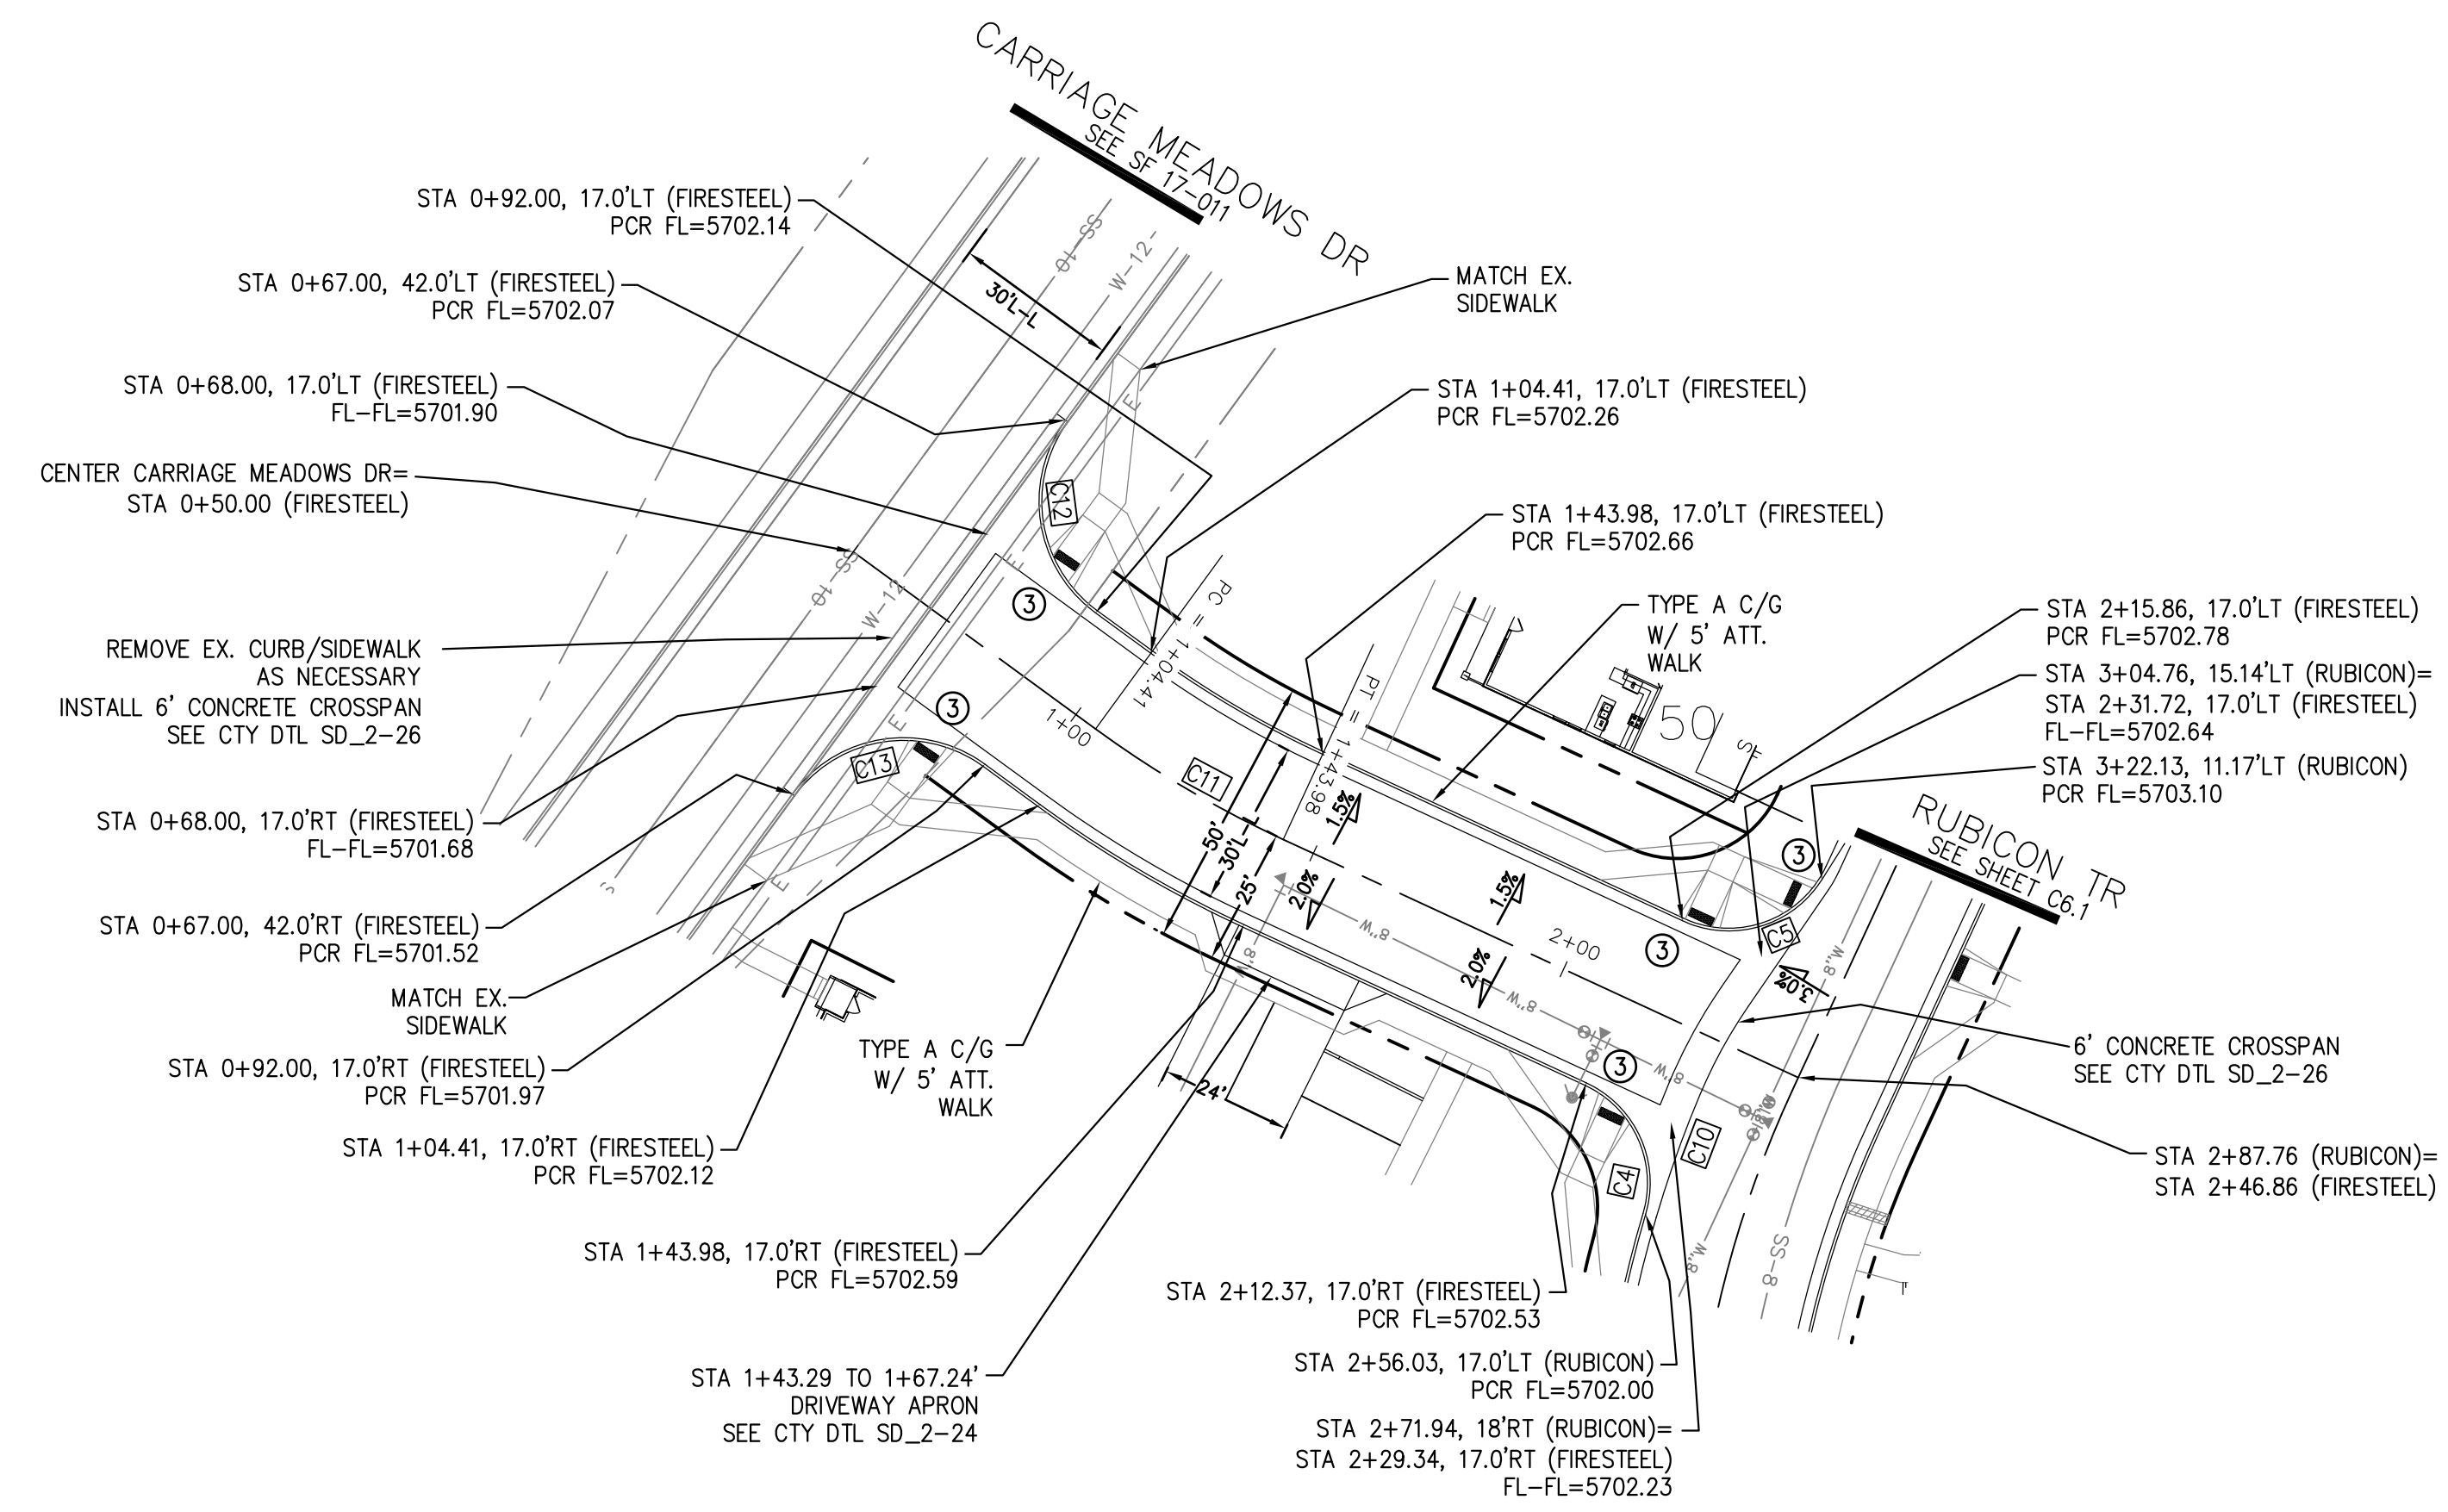 CARRIAGE MEADOWS DR
SEE SF 17-011
STA 0+92.00, 17.0'LT (FIRESTEEL)
PCR FL=5702.14
STA 0+67.00, 42.0'LT (FIRESTEEL)
PCR FL=5702.07
STA 0+68.00, 17.0'LT (FIRESTEEL)
FL-FL=5701.90
CENTER CARRIAGE MEADOWS DR=
STA 0+50.00 (FIRESTEEL)
REMOVE EX. CURB/SIDEWALK
AS NECESSARY
INSTALL 6' CONCRETE CROSSPAN
SEE CTY DTL SD_2-26
STA 0+68.00, 17.0'RT (FIRESTEEL)
FL-FL=5701.68
STA 0+67.00, 42.0'RT (FIRESTEEL)
PCR FL=5701.52
MATCH EX.
SIDEWALK
STA 0+92.00, 17.0'RT (FIRESTEEL)
PCR FL=5701.97
STA 1+04.41, 17.0'RT (FIRESTEEL)
PCR FL=5702.12
STA 1+43.98, 17.0'RT (FIRESTEEL)
PCR FL=5702.59
STA 1+43.29 TO 1+67.24'
DRIVEWAY APRON
SEE CTY DTL SD_2-24
TYPE A C/G
W/ 5' ATT.
WALK
MATCH EX.
SIDEWALK
STA 1+04.41, 17.0'LT (FIRESTEEL)
PCR FL=5702.26
STA 1+43.98, 17.0'LT (FIRESTEEL)
PCR FL=5702.66
TYPE A C/G
W/ 5' ATT.
WALK
STA 2+15.86, 17.0'LT (FIRESTEEL)
PCR FL=5702.78
STA 3+04.76, 15.14'LT (RUBICON)=
STA 2+31.72, 17.0'LT (FIRESTEEL)
FL-FL=5702.64
STA 3+22.13, 11.17'LT (RUBICON)
PCR FL=5703.10
RUBICON TR
SEE SHEET C6.1
6' CONCRETE CROSSPAN
SEE CTY DTL SD_2-26
STA 2+87.76 (RUBICON)=
STA 2+46.86 (FIRESTEEL)
STA 2+12.37, 17.0'RT (FIRESTEEL)
PCR FL=5702.53
STA 2+56.03, 17.0'LT (RUBICON)
PCR FL=5702.00
STA 2+71.94, 18'RT (RUBICON)=
STA 2+29.34, 17.0'RT (FIRESTEEL)
FL-FL=5702.23
30'L-L
SS
10
W-12
E
C12
3
PC = 1+04.41
SS
10
W-12
E
3
E
C13
E
S
1+00
C11
PT = 1+43.98
50'
30'L-L
25'
1.5%
2.0%
8"W
8"W
50
SF
1.5%
2.0%
2+00
8"W
3
3
C5
3.0%
8"W
3
8"W
8"W
24'
C4
C10
8"W
8-SS